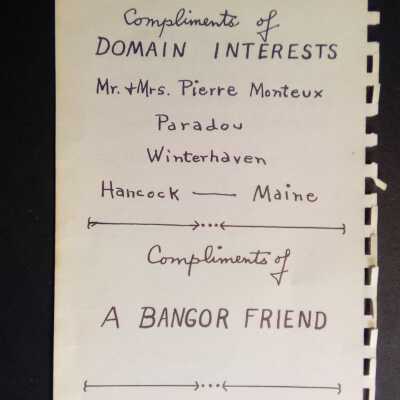 Compliments of
DOMAIN INTERESTS
Mr. + Mrs. Pierre Monteux
Paradou
Winterhaven
Hancock — Maine
Compliments of
A BANGOR FRIEND